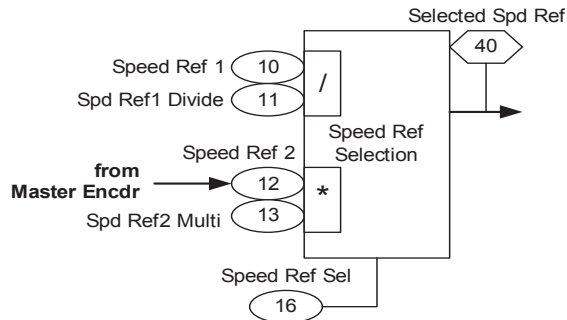 Selected Spd Ref
40
Speed Ref 1
10
/
Spd Ref1 Divide
11
Speed Ref
Selection
Speed Ref 2
from
Master Encdr
12
*
Spd Ref2 Multi
13
Speed Ref Sel
16